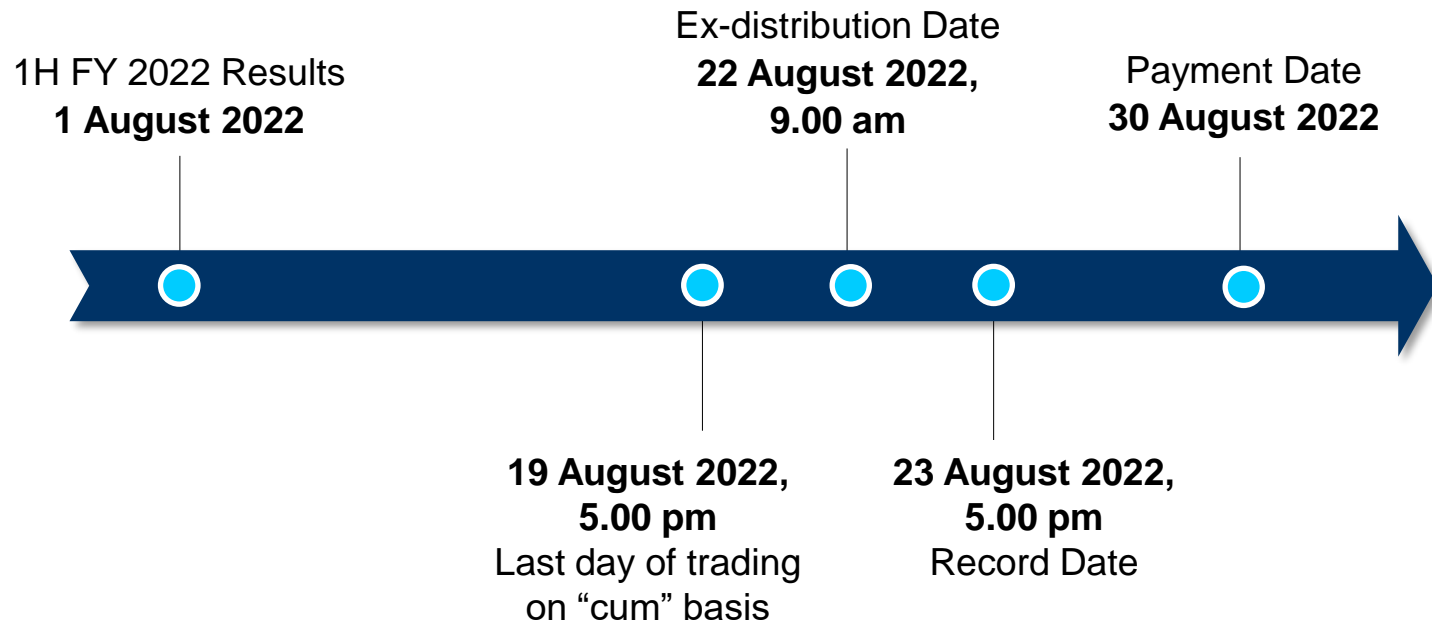 1H FY 2022 Results
1 August 2022
Ex-distribution Date
22 August 2022,
9.00 am
Payment Date
30 August 2022
19 August 2022,
5.00 pm
Last day of trading
on “cum” basis
23 August 2022,
5.00 pm
Record Date